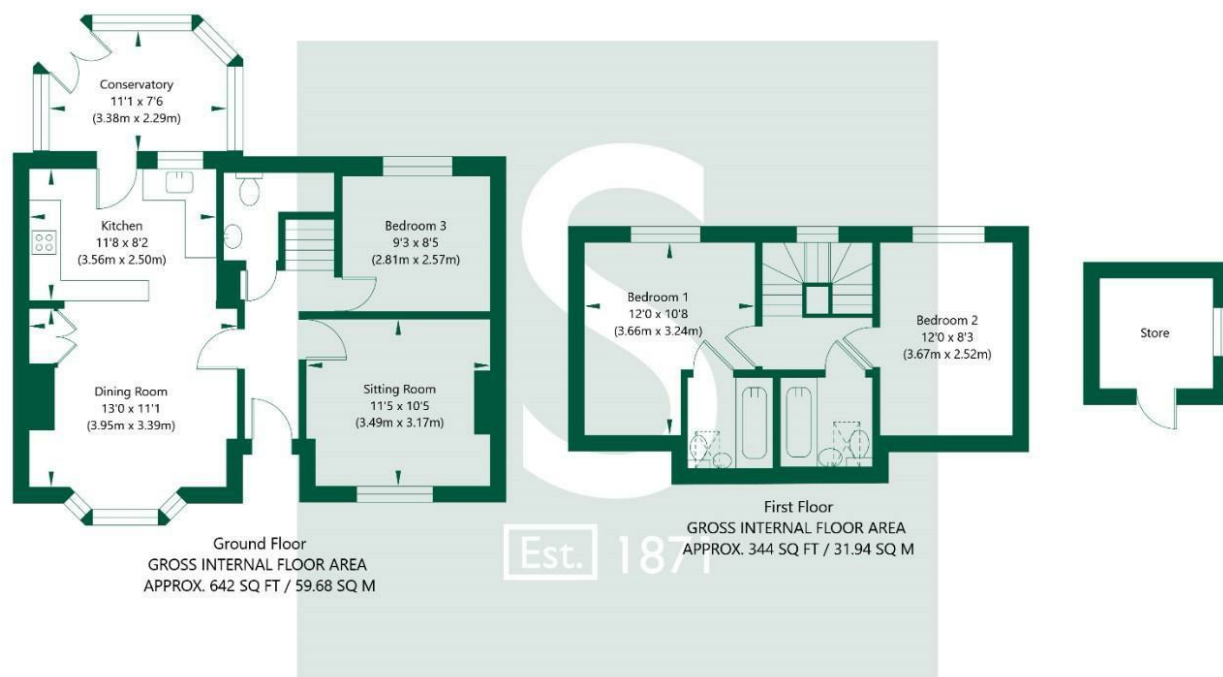 Conservatory
11'1 x 7'6
(3.38m x 2.29m)
Kitchen
11'8 x 8'2
(3.56m x 2.50m)
Bedroom 3
9'3 x 8'5
(2.81m x 2.57m)
Dining Room
13'0 x 11'1
(3.95m x 3.39m)
Sitting Room
11'5 x 10'5
(3.49m x 3.17m)
Ground Floor
GROSS INTERNAL FLOOR AREA
APPROX. 642 SQ FT / 59.68 SQ M
Bedroom 1
12'0 x 10'8
(3.66m x 3.24m)
Bedroom 2
12'0 x 8'3
(3.67m x 2.52m)
First Floor
GROSS INTERNAL FLOOR AREA
APPROX. 344 SQ FT / 31.94 SQ M
Store
S
Est. 1871